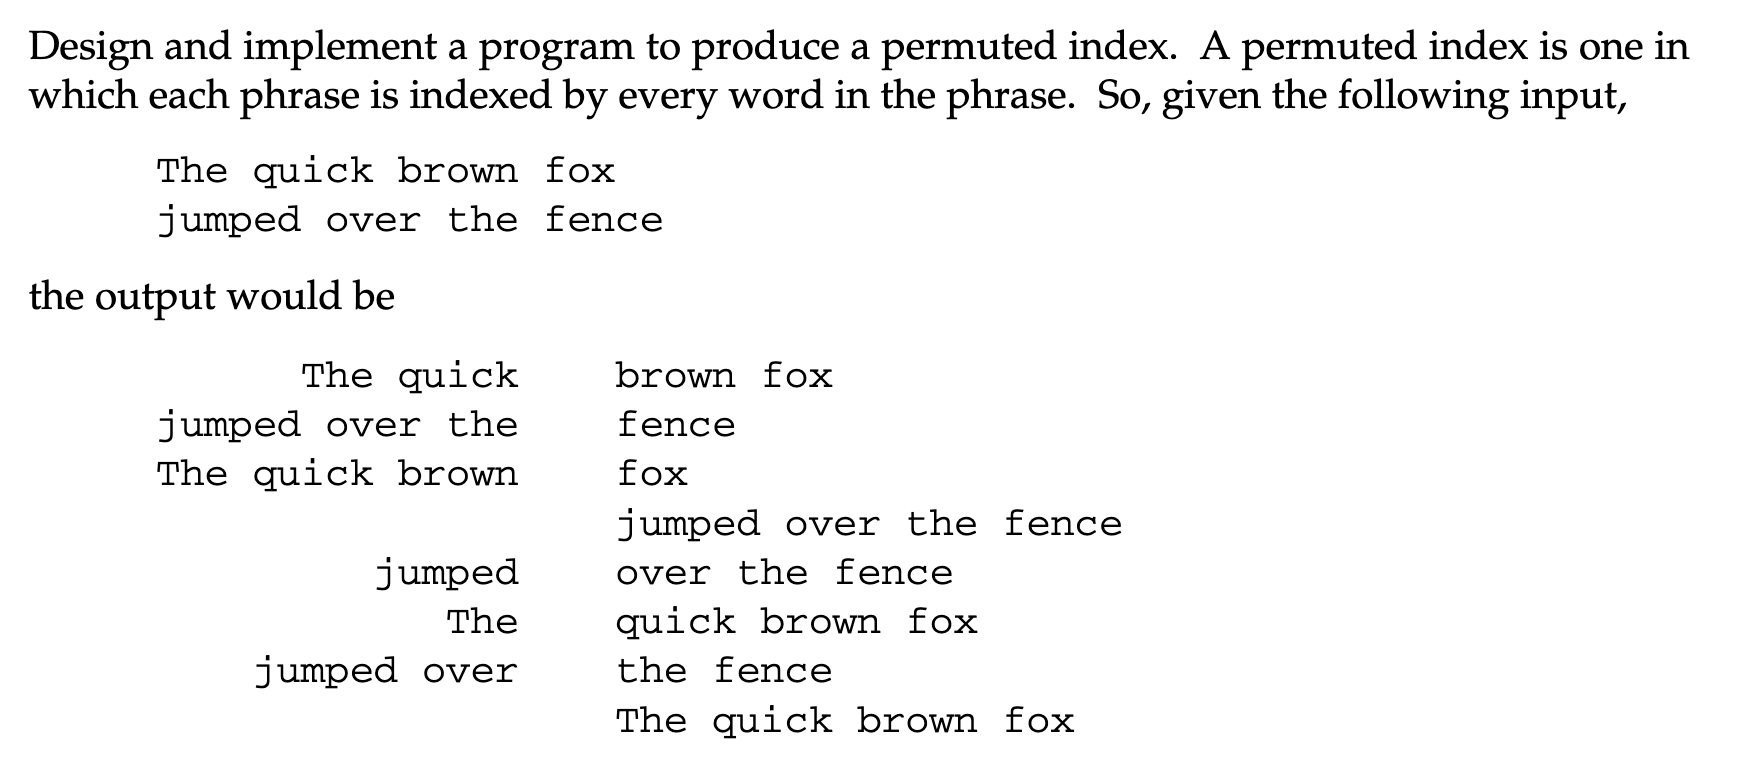 Design and implement a program to produce a permuted index. A permuted index is one in
which each phrase is indexed by every word in the phrase. So, given the following input,
The quick brown fox
jumped over the fence
the output would be
The quick    brown fox
jumped over the    fence
The quick brown    fox
jumped over the fence
jumped    over the fence
The    quick brown fox
jumped over    the fence
The quick brown fox